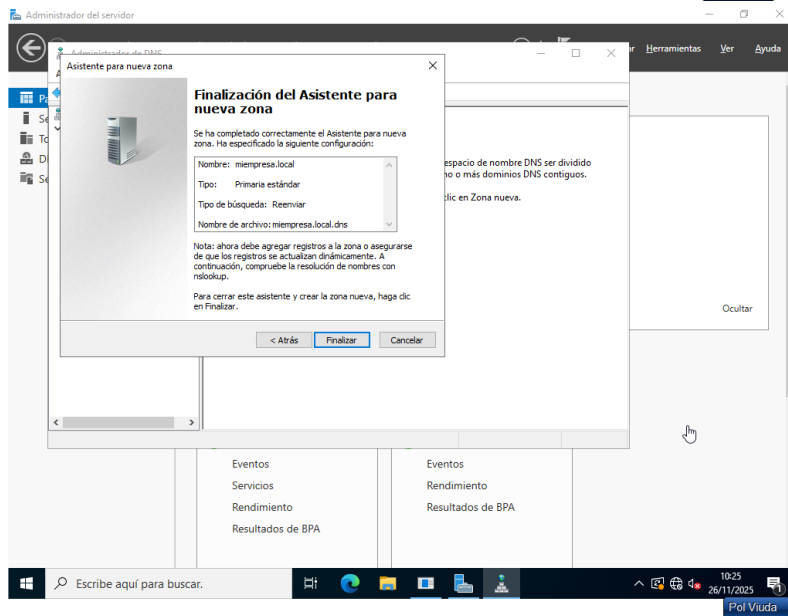 Administrador del servidor
Herramientas Ver Ayuda
Administrador de DNS
Asistente para nueva zona
Finalización del Asistente para
nueva zona
Se ha completado correctamente el Asistente para nueva
zona. Ha especificado la siguiente configuración:
Nombre: miempresa.local
Tipo: Primaria estándar
Tipo de búsqueda: Reenviar
Nombre de archivo: miempresa.local.dns
Nota: ahora debe agregar registros a la zona o asegurarse
de que los registros se actualizan dinámicamente. A
continuación, compruebe la resolución de nombres con
nslookup.
Para cerrar este asistente y crear la zona nueva, haga clic
en Finalizar.
< Atrás Finalizar Cancelar
espacio de nombre DNS ser dividido
o más dominios DNS contiguos.
clic en Zona nueva.
Ocultar
Eventos
Servicios
Rendimiento
Resultados de BPA
Eventos
Rendimiento
Resultados de BPA
Escribe aquí para buscar.
10:25
26/11/2025
1
Pol Viuda